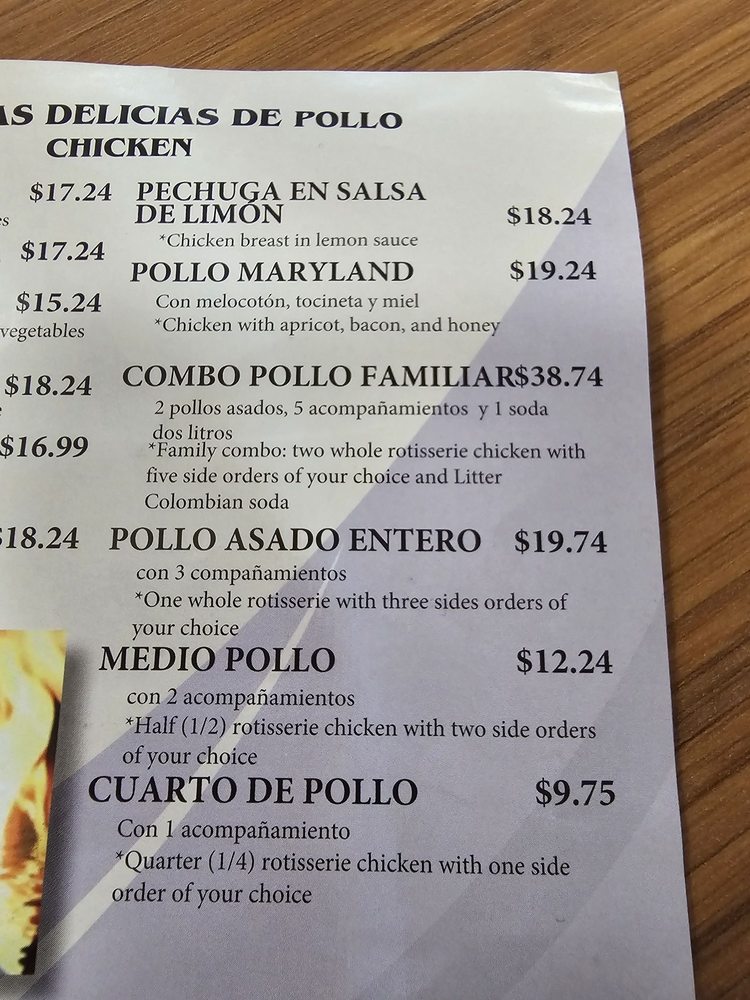 AS DELICIAS DE POLLO
CHICKEN
$17.24
es
$17.24
$15.24
vegetables
$18.24
$16.99
$18.24
PECHUGA EN SALSA
DE LIMÓN $18.24
*Chicken breast in lemon sauce
POLLO MARYLAND $19.24
Con melocotón, tocineta y miel
*Chicken with apricot, bacon, and honey
COMBO POLLO FAMILIAR $38.74
2 pollos asados, 5 acompañamientos y 1 soda
dos litros
*Family combo: two whole rotisserie chicken with
five side orders of your choice and Litter
Colombian soda
POLLO ASADO ENTERO $19.74
con 3 compañamientos
*One whole rotisserie with three sides orders of
your choice
MEDIO POLLO $12.24
con 2 acompañamientos
*Half (1/2) rotisserie chicken with two side orders
of your choice
CUARTO DE POLLO $9.75
Con 1 acompañamiento
*Quarter (1/4) rotisserie chicken with one side
order of your choice